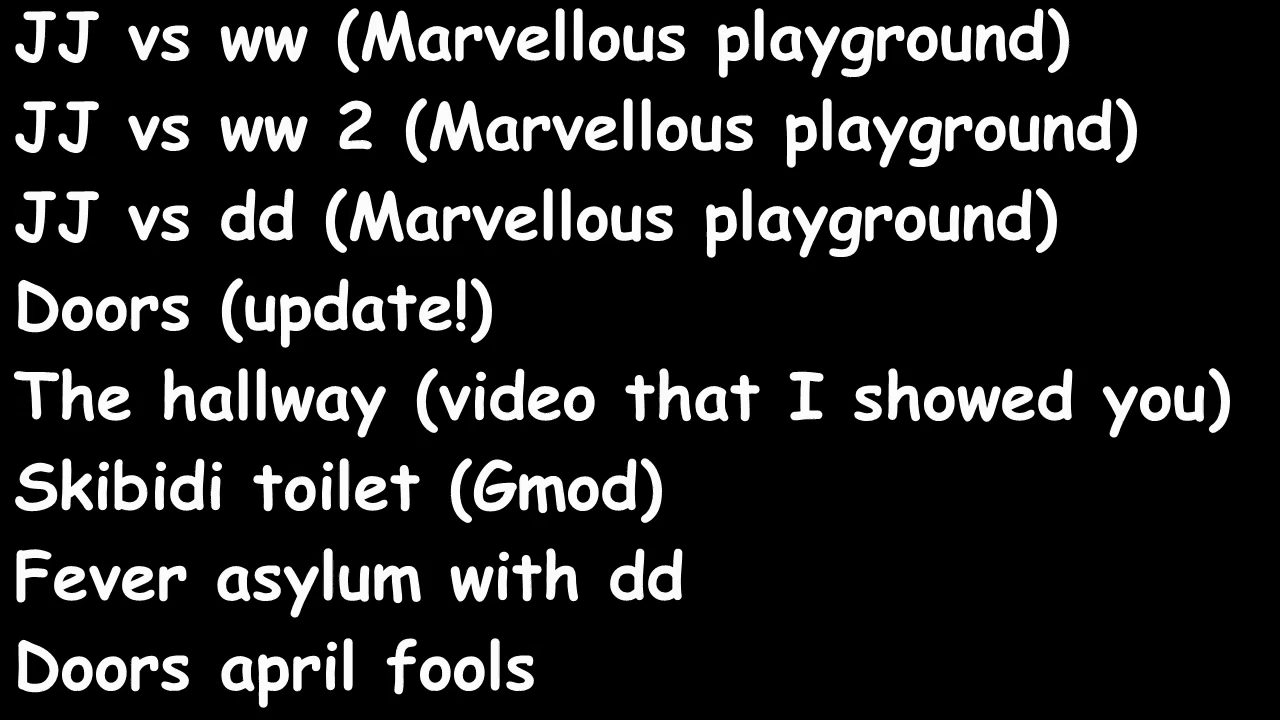 JJ vs ww (Marvellous playground)
JJ vs ww 2 (Marvellous playground)
JJ vs dd (Marvellous playground)
Doors (update!)
The hallway (video that I showed you)
Skibidi toilet (Gmod)
Fever asylum with dd
Doors april fools